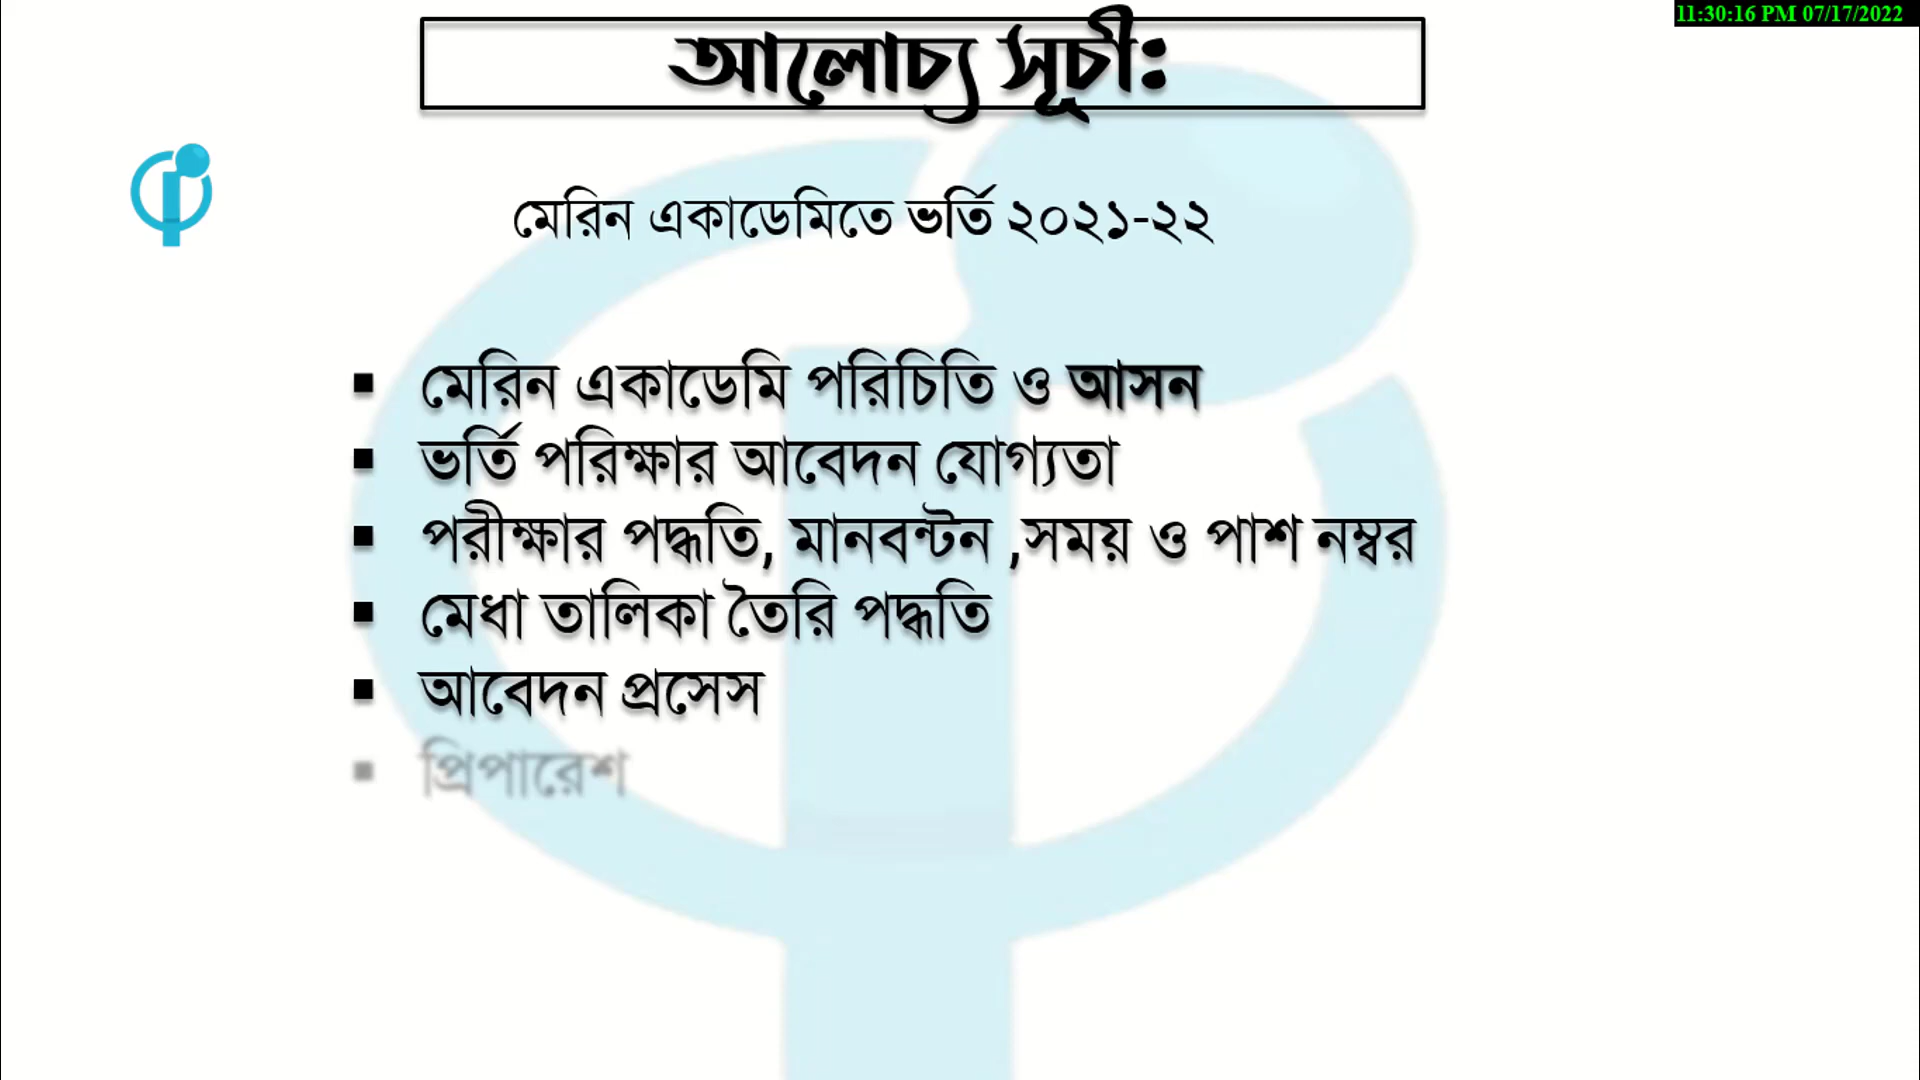 11:30:16 PM 07/17/2022
আলোচ্য সূচী:
মেরিন একাডেমিতে ভর্তি ২০২১-২২
▪ মেরিন একাডেমি পরিচিতি ও আসন
▪ ভর্তি পরিক্ষার আবেদন যোগ্যতা
▪ পরীক্ষার পদ্ধতি, মানবন্টন ,সময় ও পাশ নম্বর
▪ মেধা তালিকা তৈরি পদ্ধতি
▪ আবেদন প্রসেস
▪ প্রিপারেশ